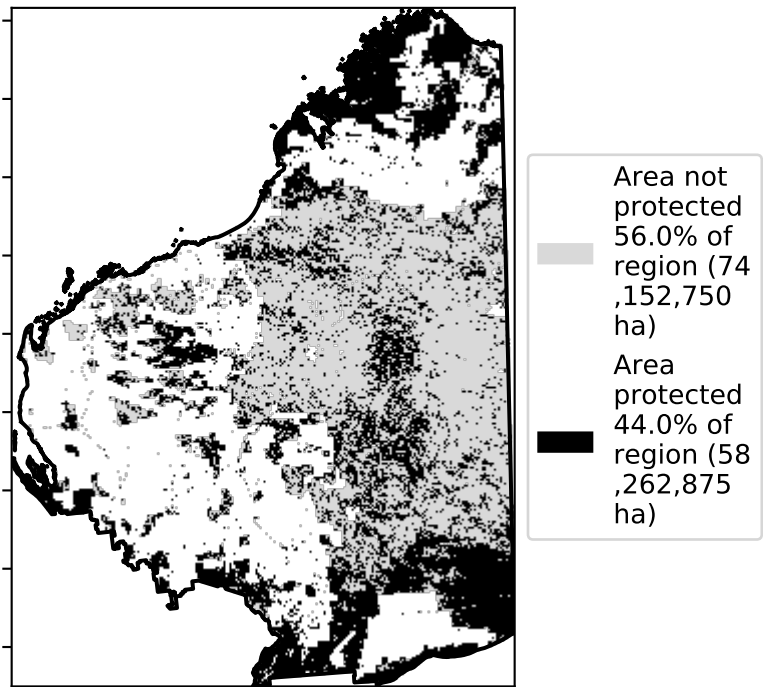 Area not
protected
56.0% of
region (74
,152,750
ha)
Area
protected
44.0% of
region (58
,262,875
ha)